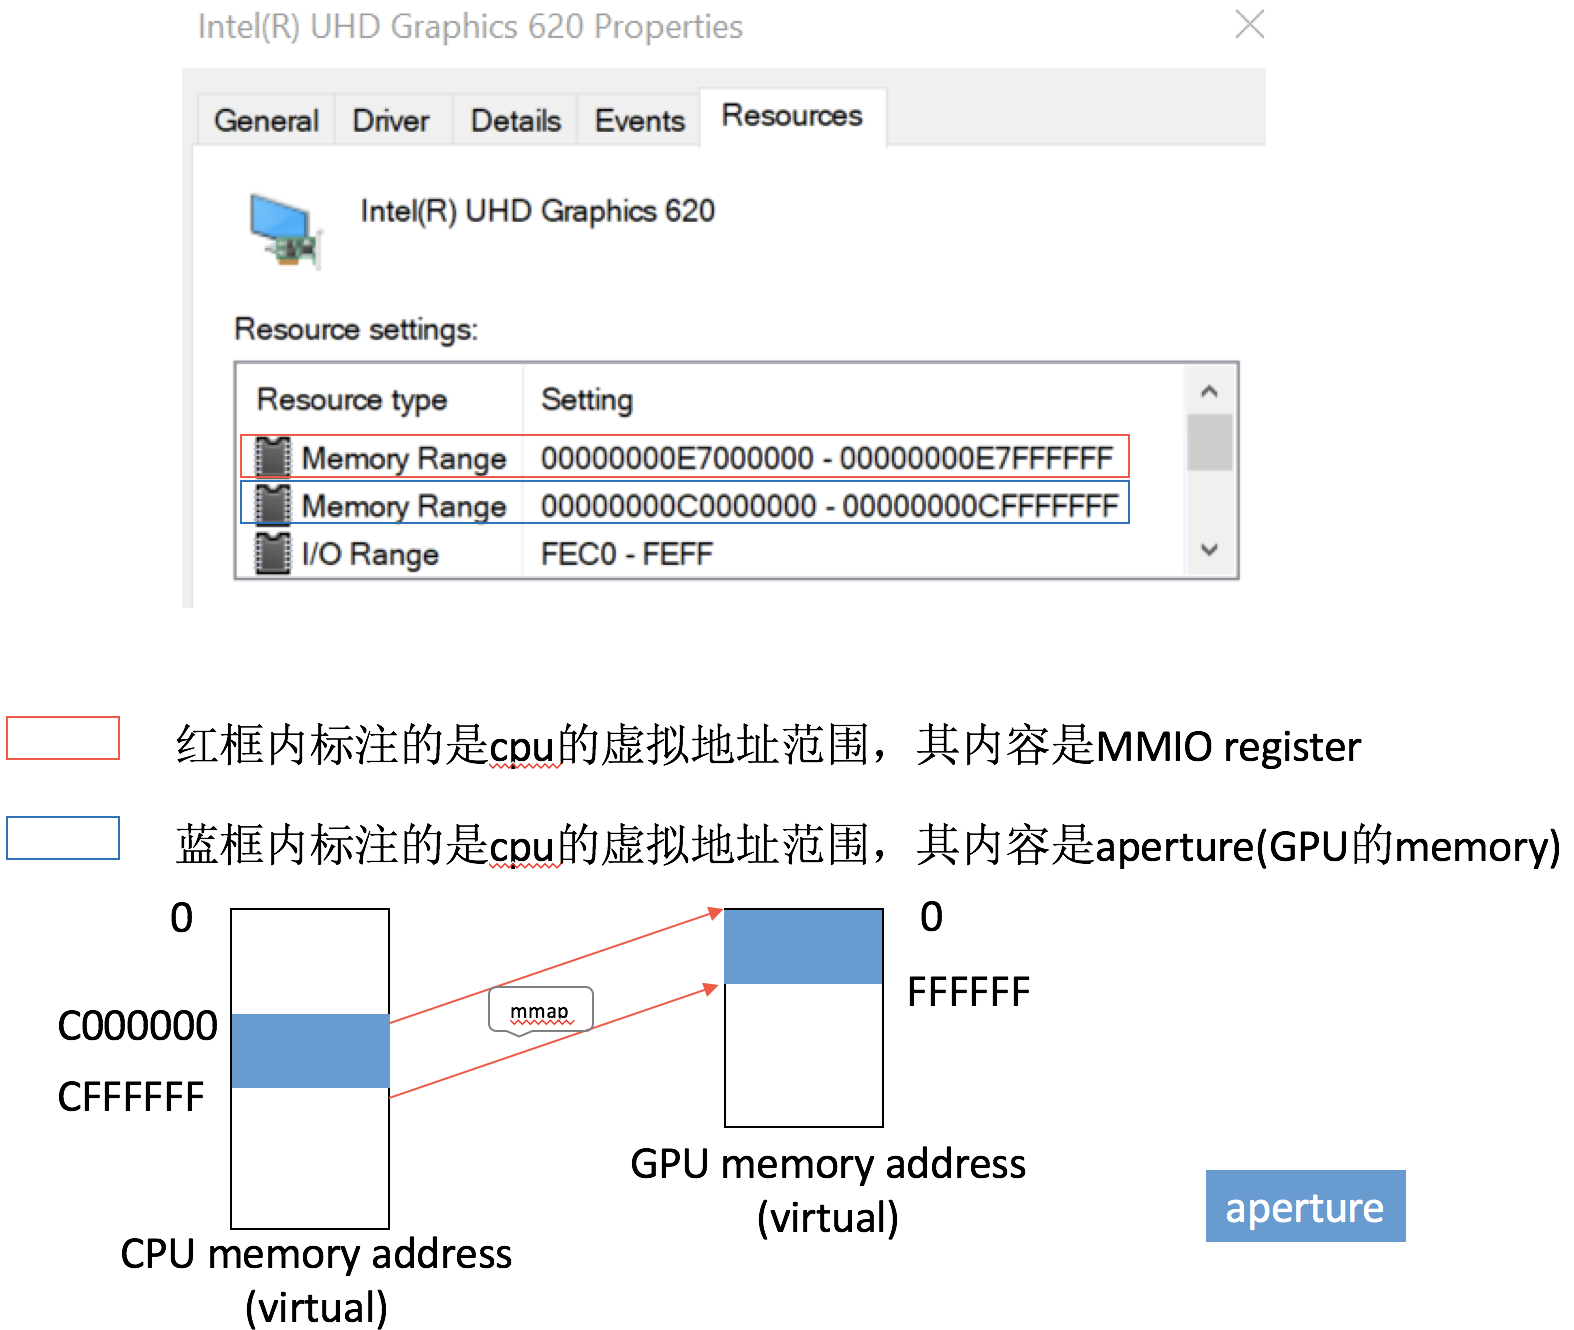 Intel(R) UHD Graphics 620 Properties
General Driver Details Events Resources
Intel(R) UHD Graphics 620
Resource settings:
Resource type Setting
Memory Range 00000000E7000000 - 00000000E7FFFFFF
Memory Range 00000000C0000000 - 00000000CFFFFFFF
I/O Range FEC0 - FEFF
红框内标注的是cpu的虚拟地址范围，其内容是MMIO register
蓝框内标注的是cpu的虚拟地址范围，其内容是aperture(GPU的memory)
0
0
FFFFFF
mmap
C000000
CFFFFFF
GPU memory address
(virtual)
aperture
CPU memory address
(virtual)